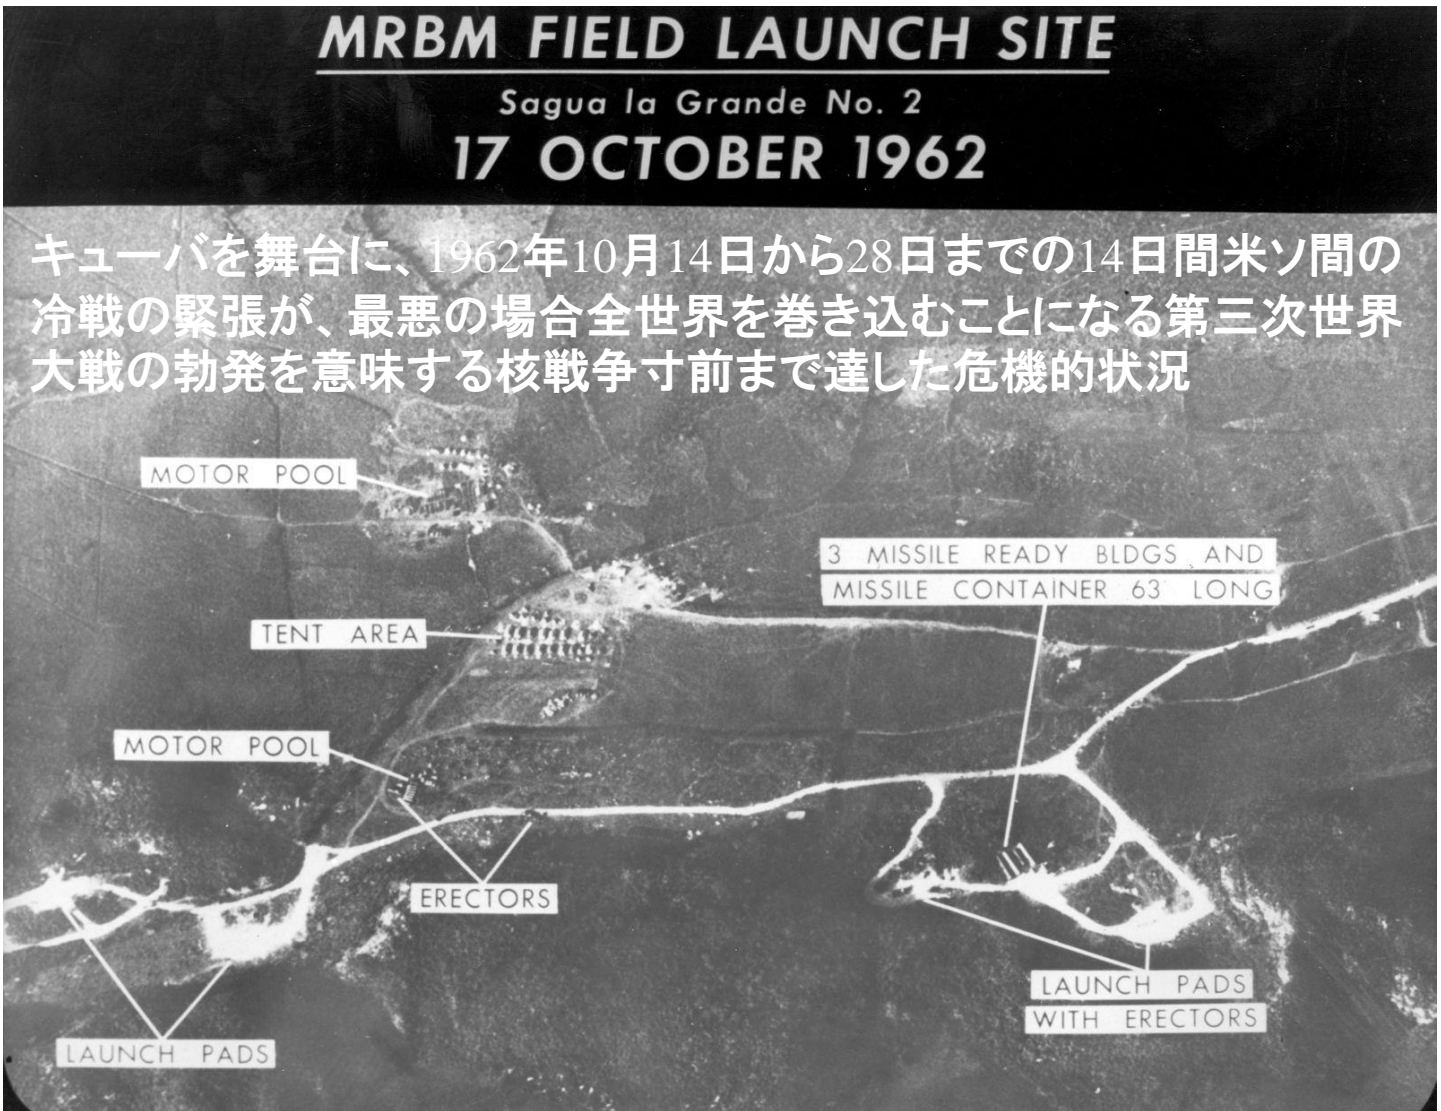 MRBM FIELD LAUNCH SITE
Sagua la Grande No. 2
17 OCTOBER 1962
キューバを舞台に、1962年10月14日から28日までの14日間米ソ間の
冷戦の緊張が、最悪の場合全世界を巻き込むことになる第三次世界
大戦の勃発を意味する核戦争寸前まで達した危機的状況
MOTOR POOL
3 MISSILE READY BLDGS AND
MISSILE CONTAINER 63' LONG
TENT AREA
MOTOR POOL
ERECTORS
LAUNCH PADS
WITH ERECTORS
LAUNCH PADS